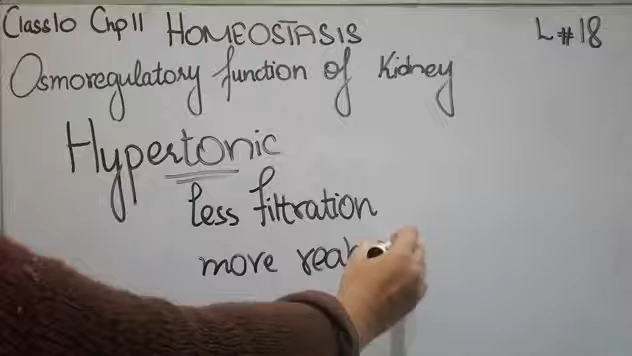 Class10 Chp11 HOMEOSTASIS L#18
Osmoregulatory function of Kidney
Hypertonic
less filtration
more